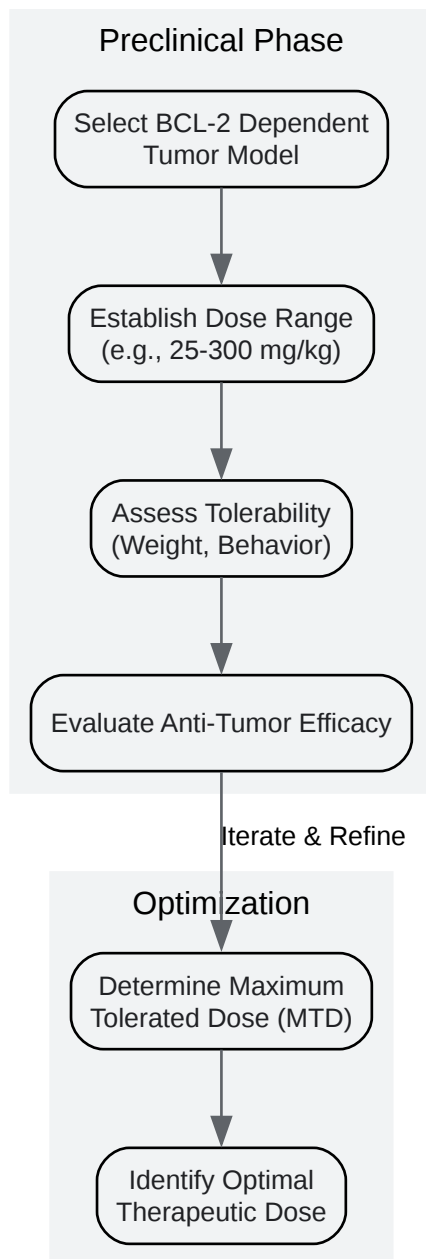 Preclinical Phase
Select BCL-2 Dependent
Tumor Model
Establish Dose Range
(e.g., 25-300 mg/kg)
Assess Tolerability
(Weight, Behavior)
Evaluate Anti-Tumor Efficacy
Iterate & Refine
Optimization
Determine Maximum
Tolerated Dose (MTD)
Identify Optimal
Therapeutic Dose